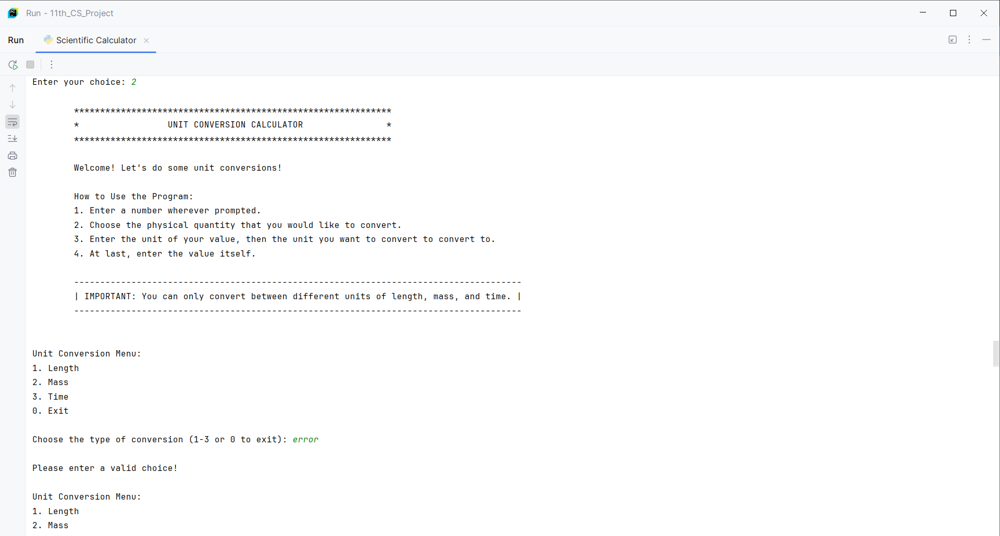 Run - 11th_CS_Project
Run Scientific Calculator
Enter your choice: 2
*************************************************************
* UNIT CONVERSION CALCULATOR *
*************************************************************
Welcome! Let's do some unit conversions!
How to Use the Program:
1. Enter a number wherever prompted.
2. Choose the physical quantity that you would like to convert.
3. Enter the unit of your value, then the unit you want to convert to convert to.
4. At last, enter the value itself.
--------------------------------------------------------------------------------------
| IMPORTANT: You can only convert between different units of length, mass, and time. |
--------------------------------------------------------------------------------------
Unit Conversion Menu:
1. Length
2. Mass
3. Time
0. Exit
Choose the type of conversion (1-3 or 0 to exit): error
Please enter a valid choice!
Unit Conversion Menu:
1. Length
2. Mass